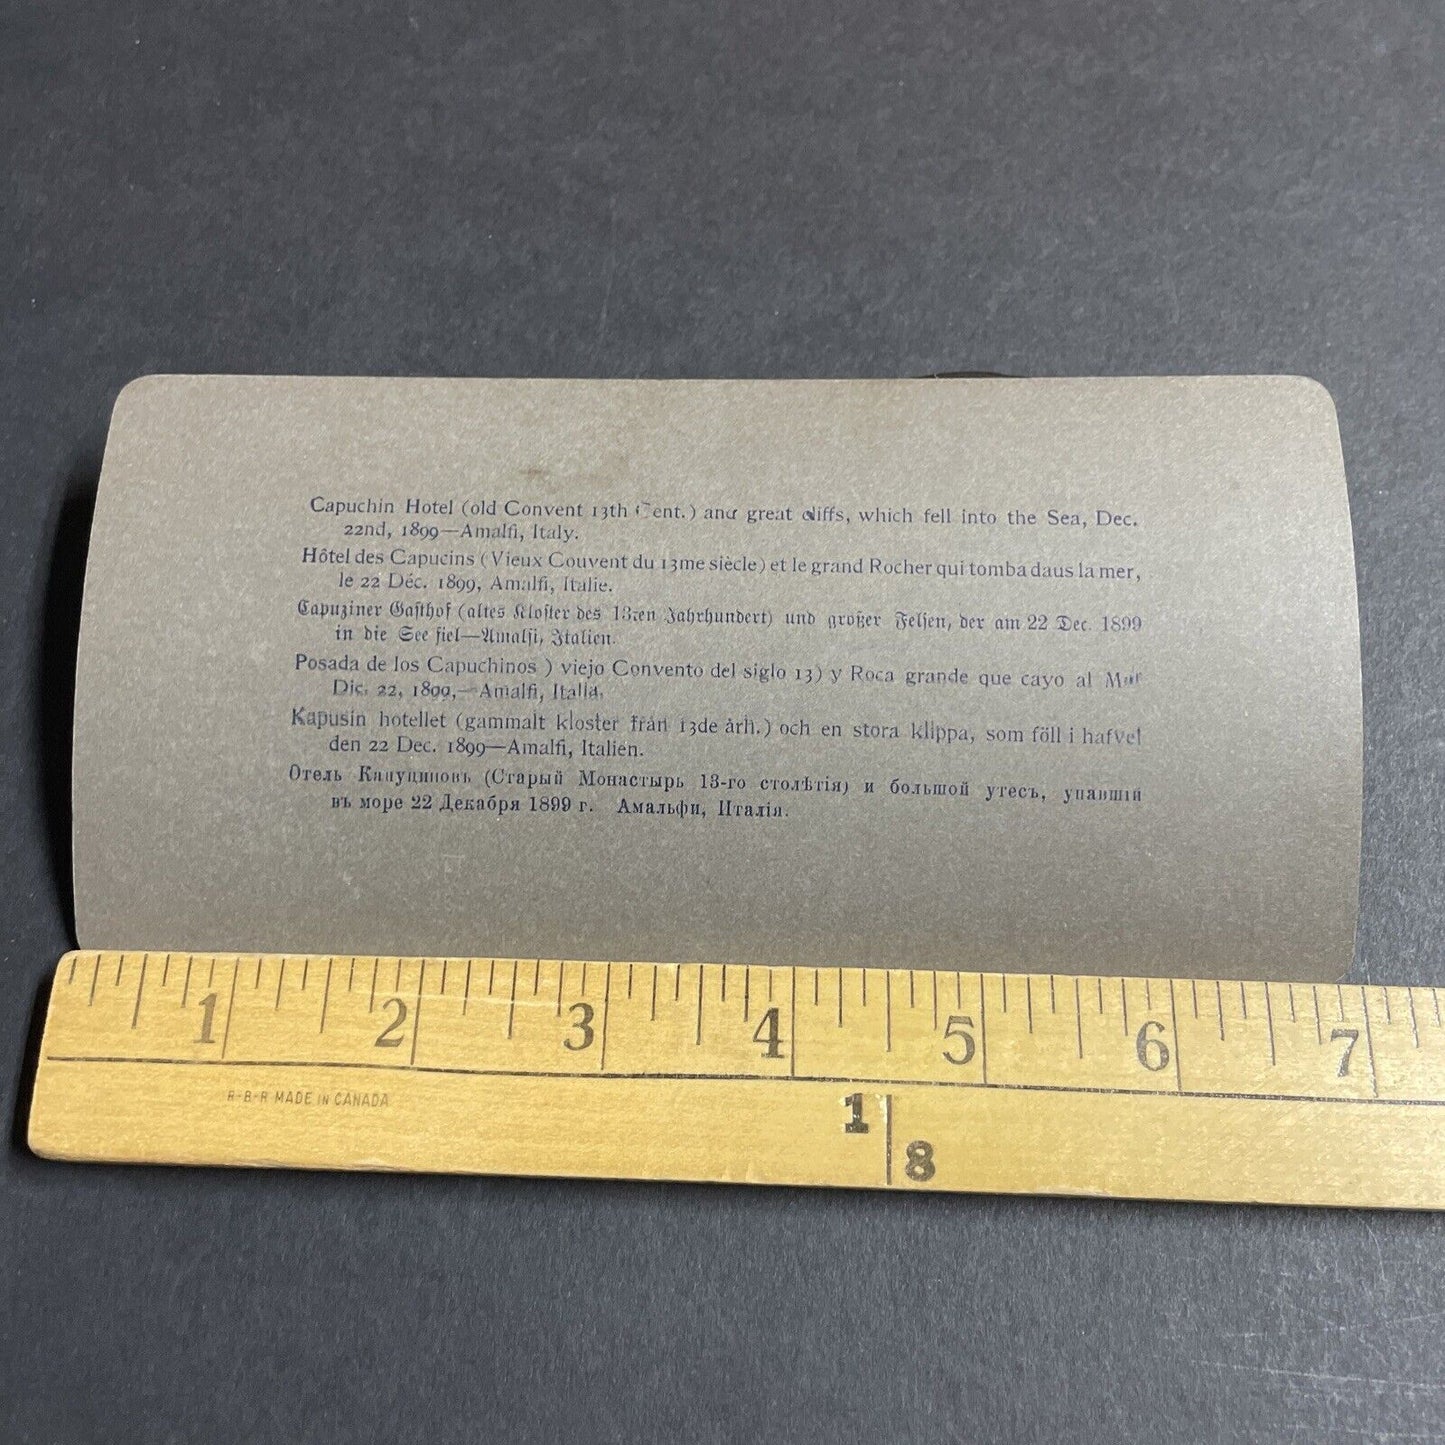 Capuchin Hotel (old Convent 13th Cent.) and great cliffs, which fell into the Sea, Dec.
22nd, 1899—Amalfi, Italy.
Hôtel des Capucins (Vieux Couvent du 13me siècle) et le grand Rocher qui tomba daus la mer,
le 22 Déc. 1899, Amalfi, Italie.
Capuziner Gasthof (altes Kloster des 13ten Jahrhundert) und großer Felsen, der am 22 Dec. 1899
in die See fiel—Amalfi, Italien.
Posada de los Capuchinos ) viejo Convento del siglo 13) y Roca grande que cayo al Mar
Dic. 22, 1899,—Amalfi, Italia.
Kapusin hotellet (gammalt kloster från 13de årh.) och en stora klippa, som föll i hafvet
den 22 Dec. 1899—Amalfi, Italien.
Отель Капуциновъ (Старый Монастырь 13-го столѣтія) и большой утесъ, упавшій
въ море 22 Декабря 1899 г. Амальфи, Италія.
1 2 3 4 5 6 7
R-B-R MADE IN CANADA
1
8